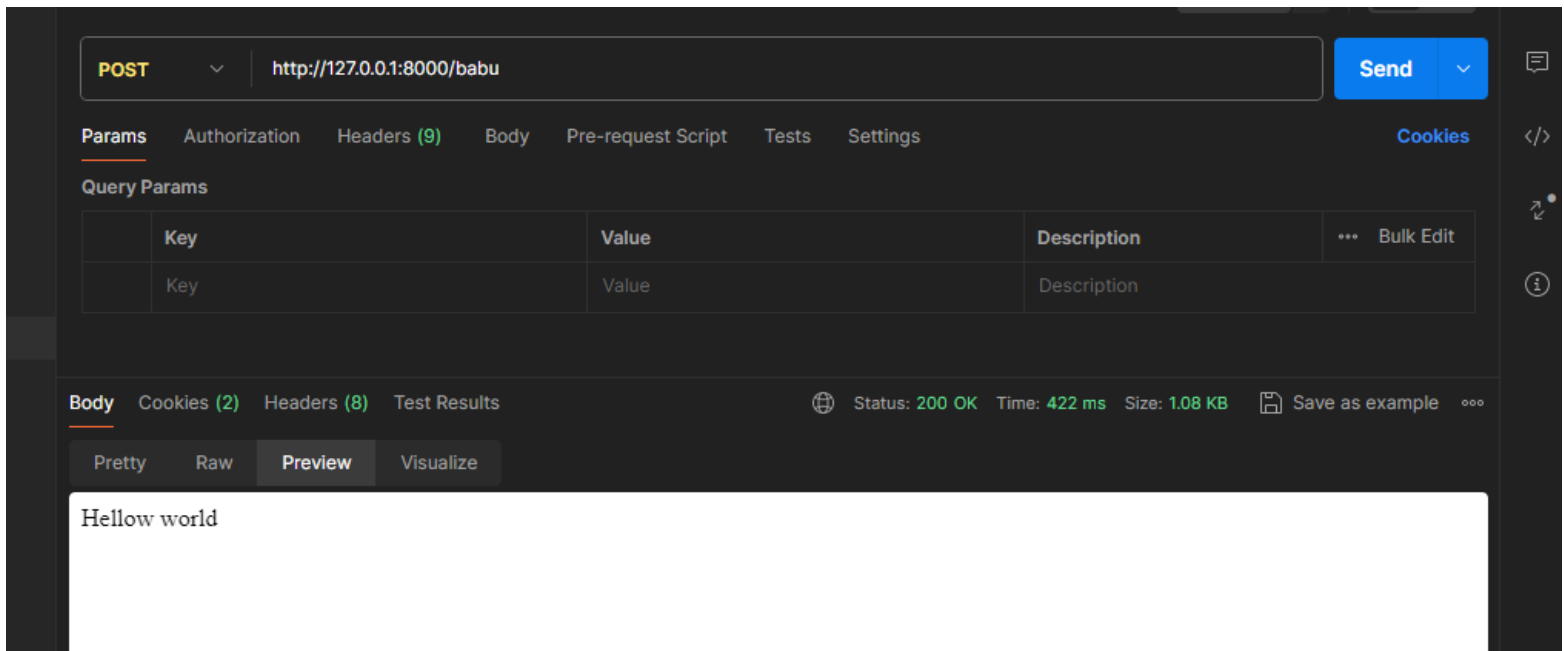 POST http://127.0.0.1:8000/babu Send
Params Authorization Headers (9) Body Pre-request Script Tests Settings Cookies
Query Params
Key Value Description Bulk Edit
Key Value Description
Body Cookies (2) Headers (8) Test Results Status: 200 OK Time: 422 ms Size: 1.08 KB Save as example
Pretty Raw Preview Visualize
Hellow world